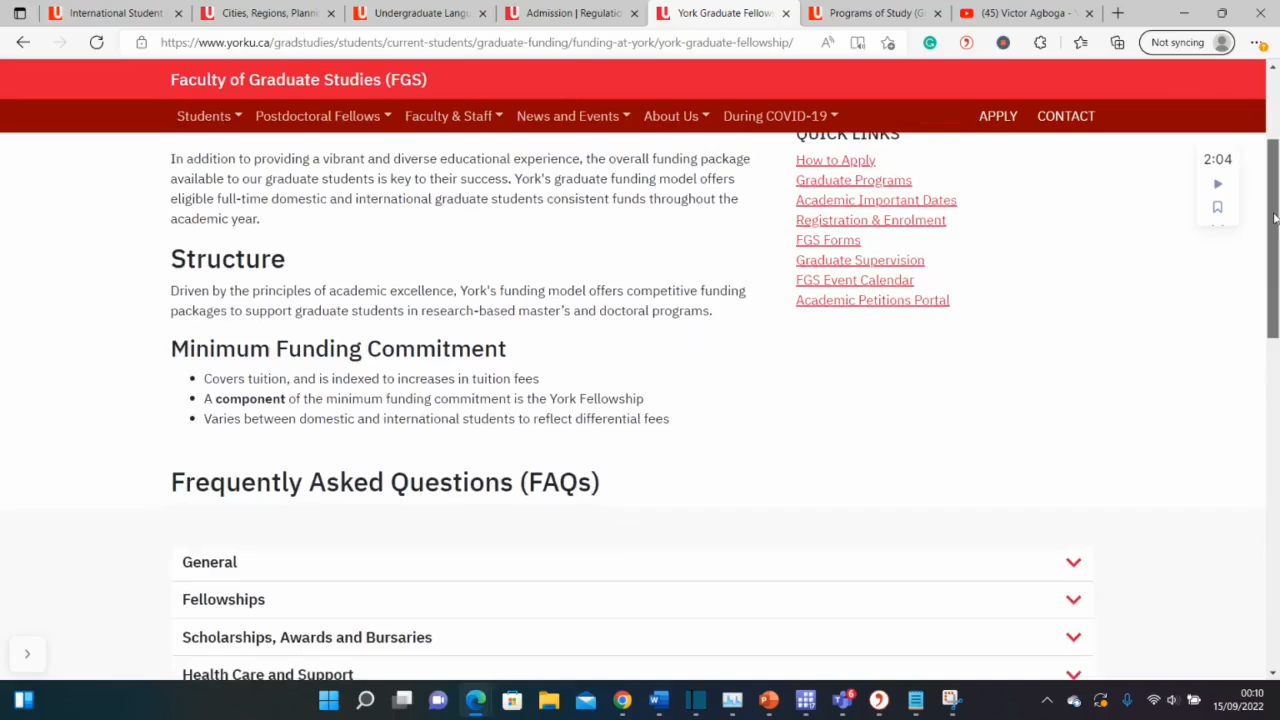 International Student
Cities, Regions, Plannin
Undergraduate Langu
Admission | Regulatio
York Graduate Fellow
Programs of Study (G
(45) Victor Agboga -
https://www.yorku.ca/gradstudies/students/current-students/graduate-funding/funding-at-york/york-graduate-fellowship/
Not syncing
Faculty of Graduate Studies (FGS)
Students
Postdoctoral Fellows
Faculty & Staff
News and Events
About Us
During COVID-19
APPLY
CONTACT
QUICK LINKS
In addition to providing a vibrant and diverse educational experience, the overall funding package
available to our graduate students is key to their success. York's graduate funding model offers
eligible full-time domestic and international graduate students consistent funds throughout the
academic year.
How to Apply
Graduate Programs
Academic Important Dates
Registration & Enrolment
FGS Forms
Graduate Supervision
FGS Event Calendar
Academic Petitions Portal
2:04
Structure
Driven by the principles of academic excellence, York's funding model offers competitive funding
packages to support graduate students in research-based master’s and doctoral programs.
Minimum Funding Commitment
Covers tuition, and is indexed to increases in tuition fees
A component of the minimum funding commitment is the York Fellowship
Varies between domestic and international students to reflect differential fees
Frequently Asked Questions (FAQs)
General
Fellowships
Scholarships, Awards and Bursaries
Health Care and Support
6
00:10
15/09/2022